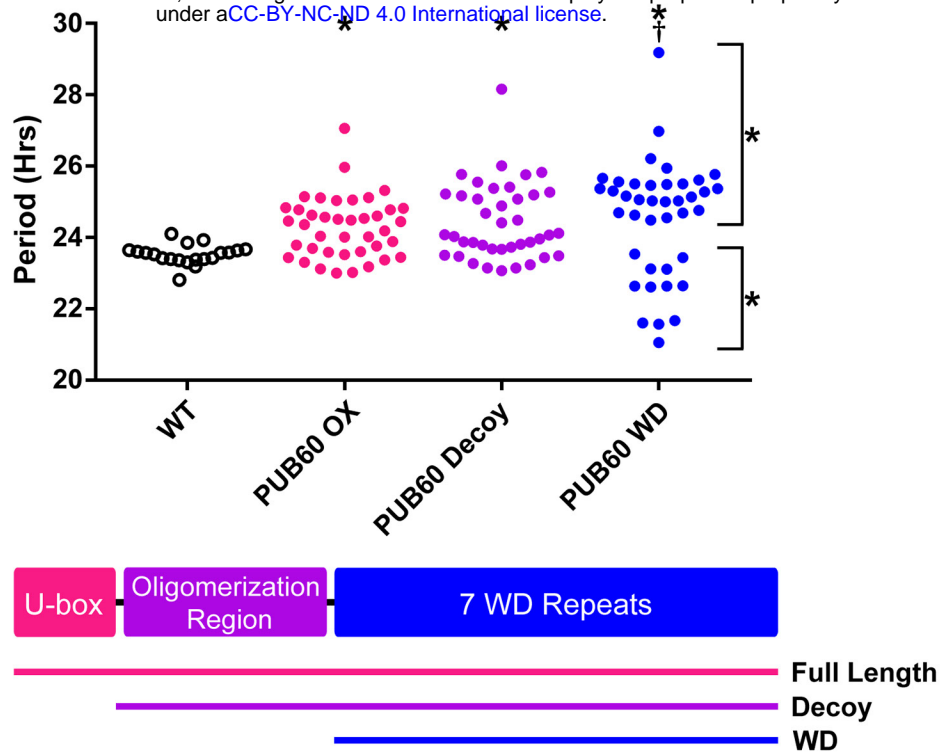 under aCC-BY-NC-ND 4.0 International license.
* * *
†
30
28
26
24
22
20
Period (Hrs)
*
*
WT
PUB60 OX
PUB60 Decoy
PUB60 WD
U-box
Oligomerization
Region
7 WD Repeats
Full Length
Decoy
WD